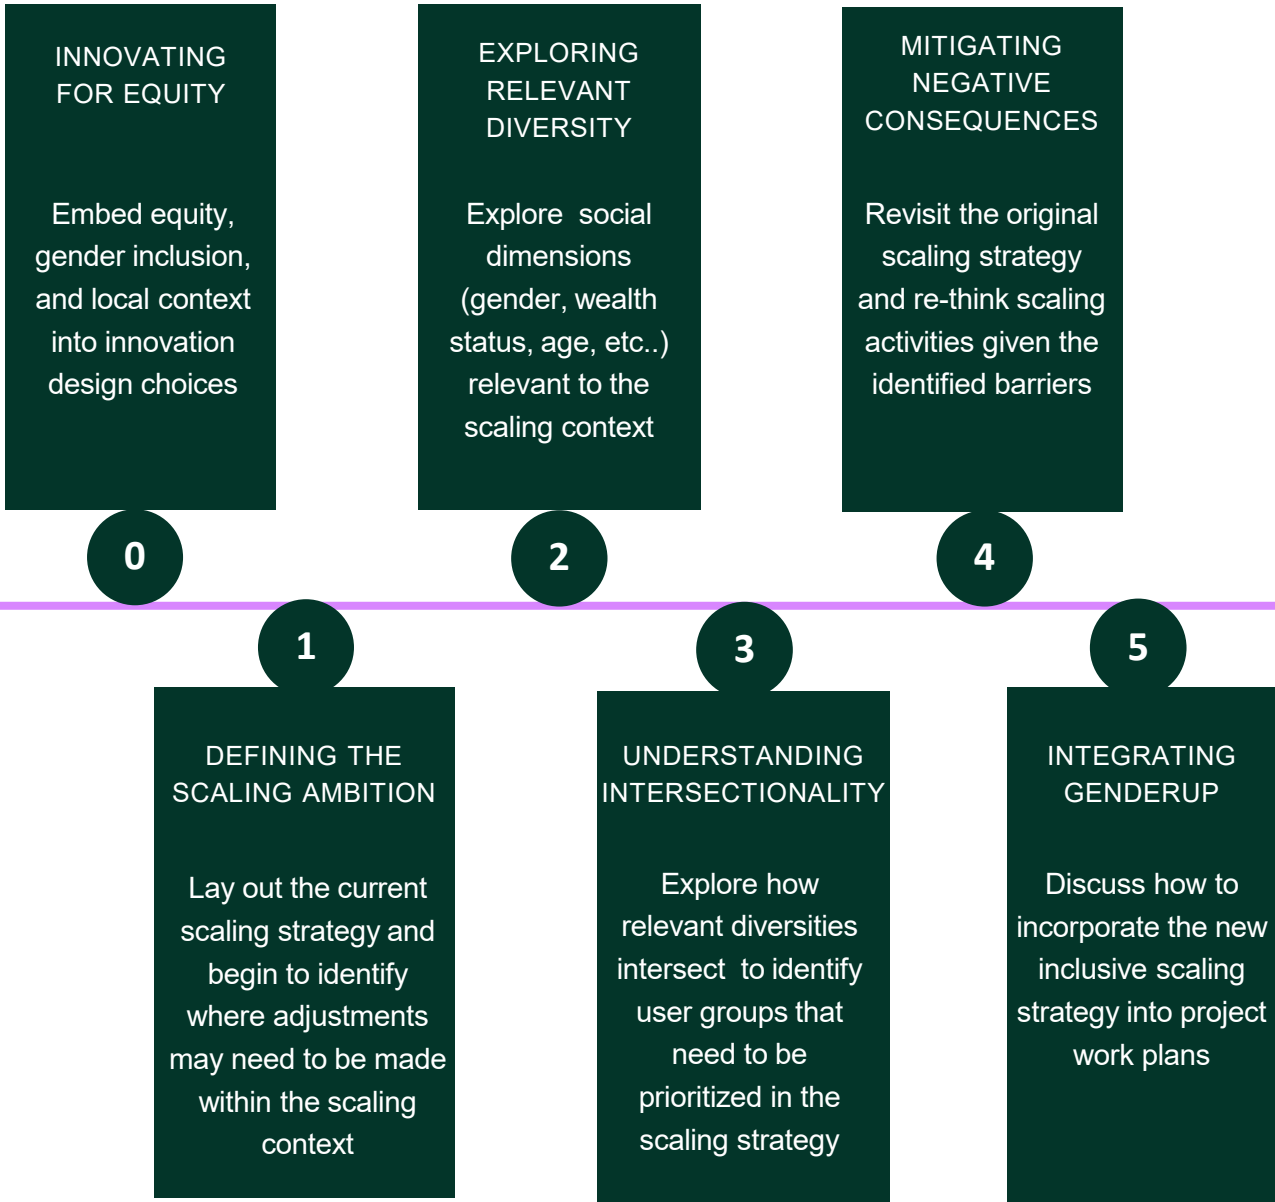 INNOVATING
FOR EQUITY
Embed equity,
gender inclusion,
and local context
into innovation
design choices
0
DEFINING THE
SCALING AMBITION
Lay out the current
scaling strategy and
begin to identify
where adjustments
may need to be made
within the scaling
context
1
EXPLORING
RELEVANT
DIVERSITY
Explore social
dimensions
(gender, wealth
status, age, etc..)
relevant to the
scaling context
2
UNDERSTANDING
INTERSECTIONALITY
Explore how
relevant diversities
intersect to identify
user groups that
need to be
prioritized in the
scaling strategy
3
MITIGATING
NEGATIVE
CONSEQUENCES
Revisit the original
scaling strategy
and re-think scaling
activities given the
identified barriers
4
INTEGRATING
GENDERUP
Discuss how to
incorporate the new
inclusive scaling
strategy into project
work plans
5